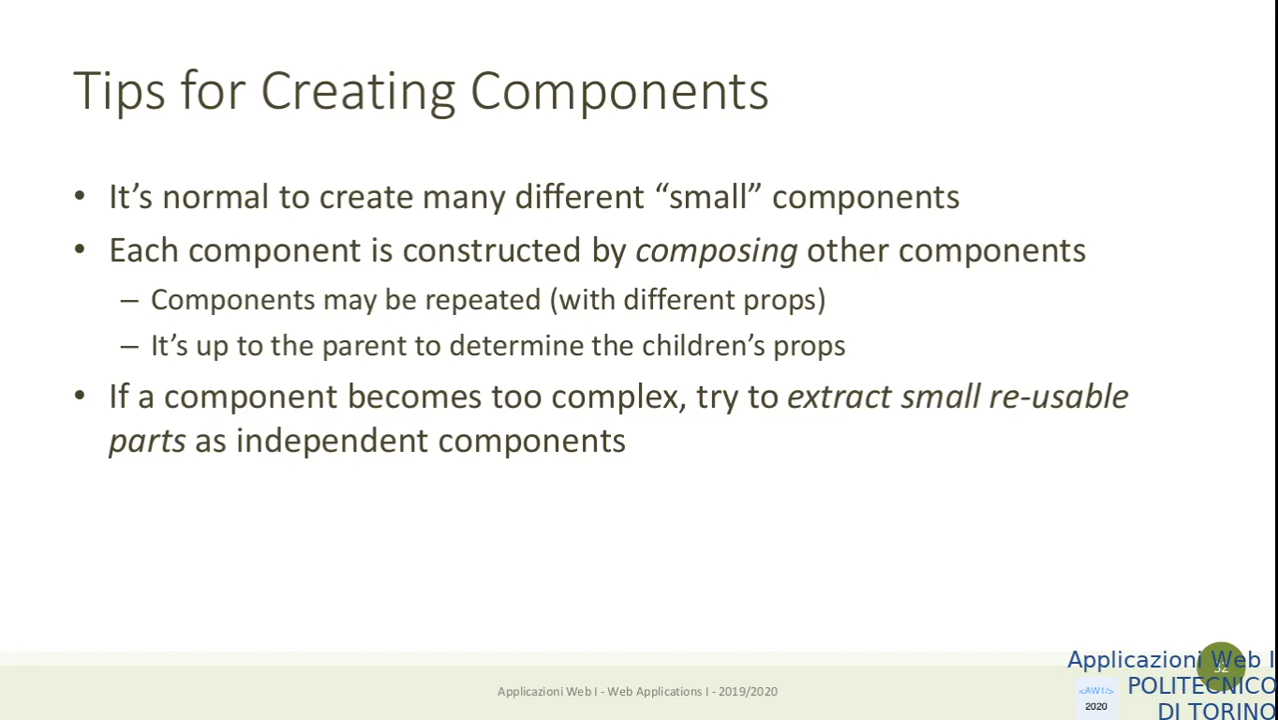 Tips for Creating Components
• It’s normal to create many different “small” components
• Each component is constructed by composing other components
– Components may be repeated (with different props)
– It’s up to the parent to determine the children’s props
• If a component becomes too complex, try to extract small re-usable
parts as independent components
Applicazioni Web I - Web Applications I - 2019/2020
32
Applicazioni Web I
POLITECNICO
DI TORINO
<AW1/>
2020